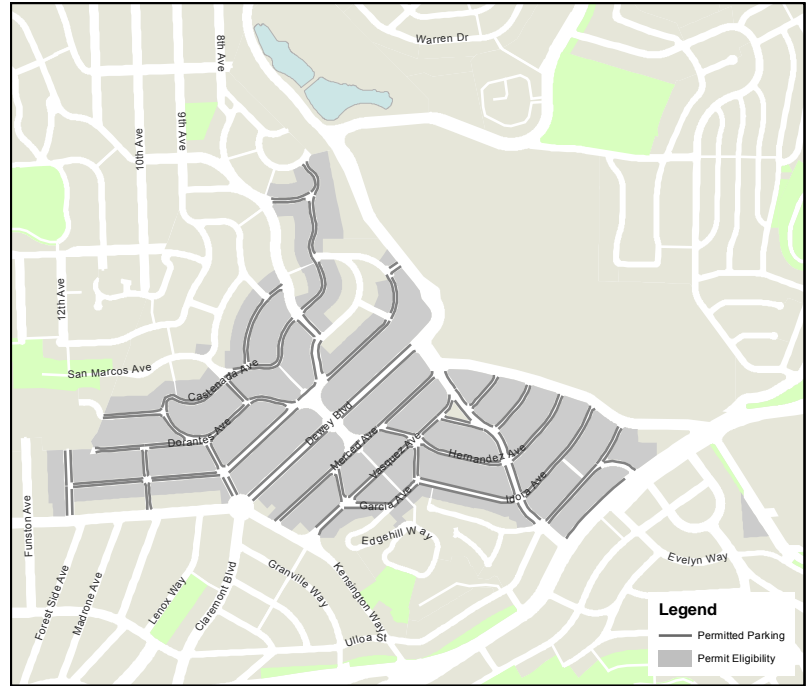 Warren Dr
8th Ave
9th Ave
10th Ave
12th Ave
San Marcos Ave
Castenada Ave
Dorantes Ave
Dewey Blvd
Merced Ave
Vasquez Ave
Hernandez Ave
Garcia Ave
Idora Ave
Edgehill Way
Funston Ave
Forest Side Ave
Madrone Ave
Lenox Way
Claremont Blvd
Granville Way
Kensington Way
Ulloa St
Evelyn Way
Legend
Permitted Parking
Permit Eligibility